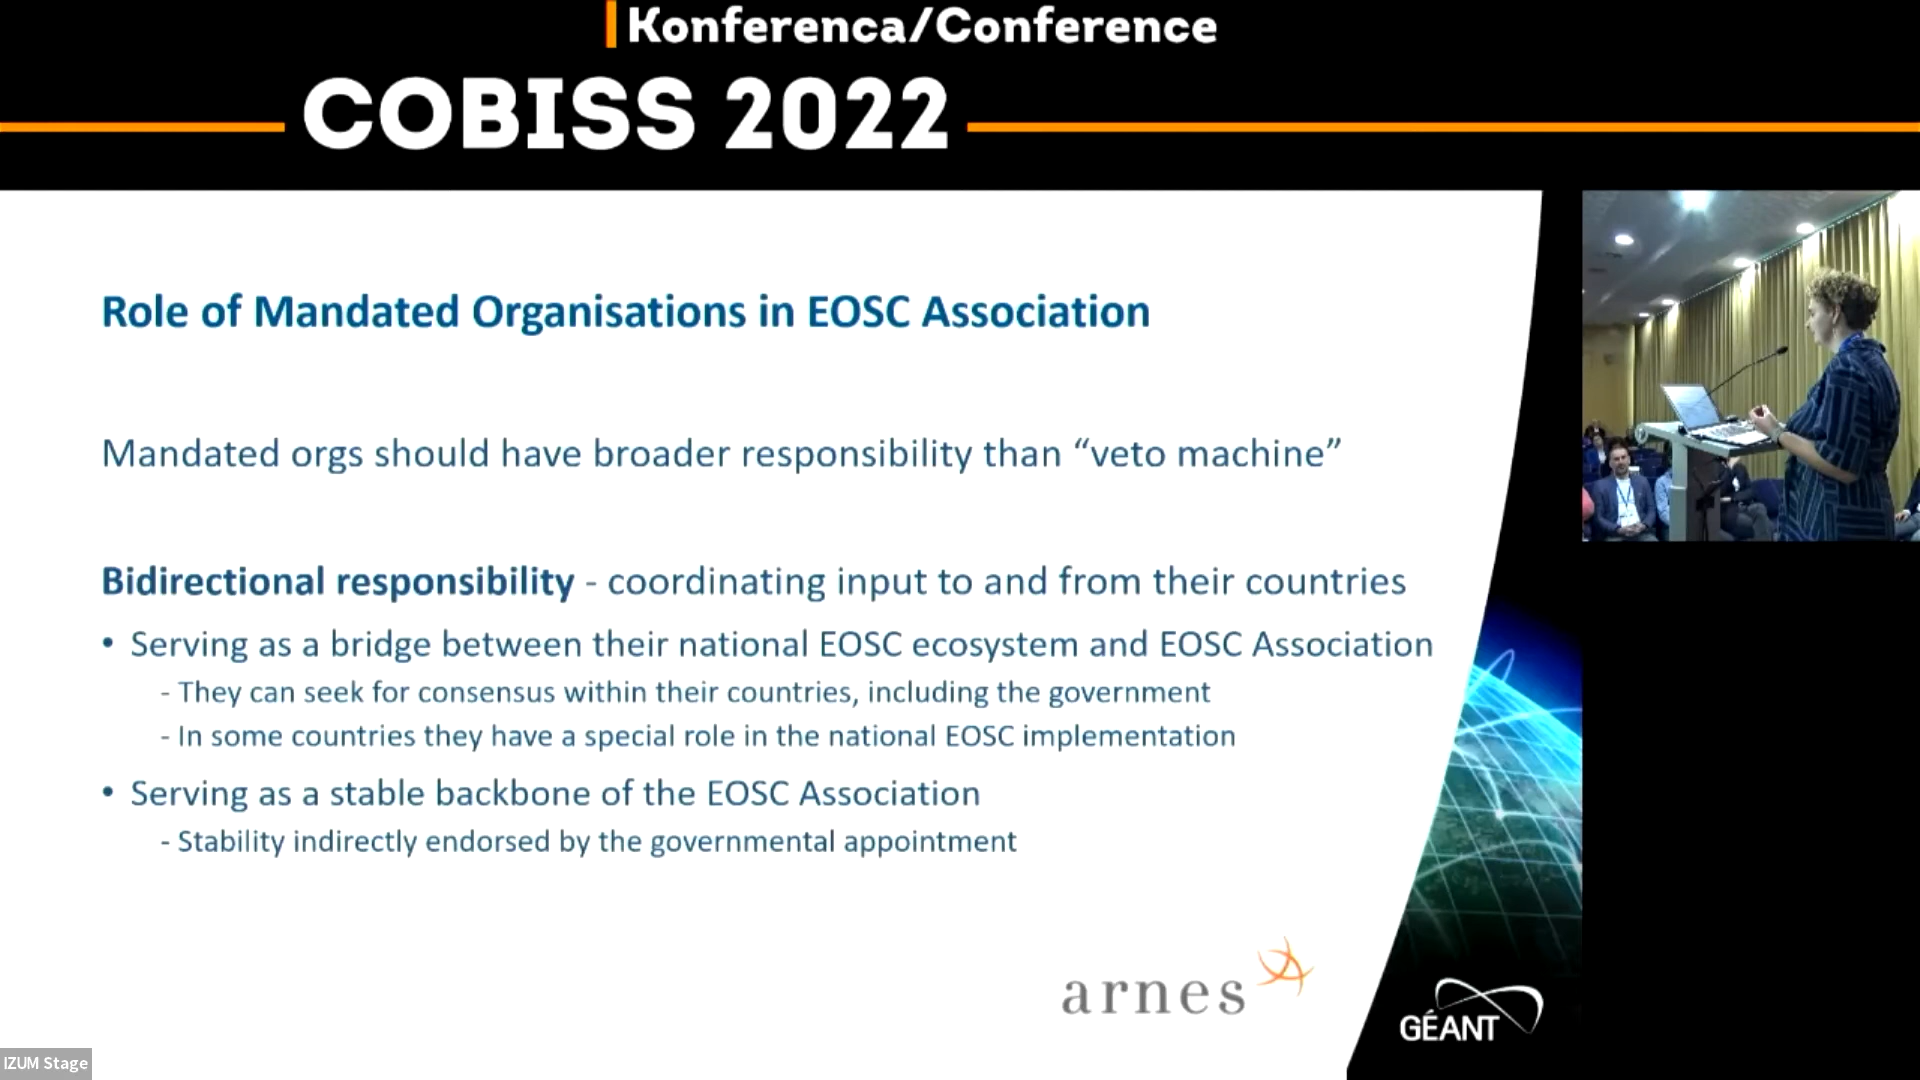 Konferenca/Conference
COBISS 2022
Role of Mandated Organisations in EOSC Association
Mandated orgs should have broader responsibility than “veto machine”
Bidirectional responsibility - coordinating input to and from their countries
• Serving as a bridge between their national EOSC ecosystem and EOSC Association
- They can seek for consensus within their countries, including the government
- In some countries they have a special role in the national EOSC implementation
• Serving as a stable backbone of the EOSC Association
- Stability indirectly endorsed by the governmental appointment
arnes
GÉANT
IZUM Stage